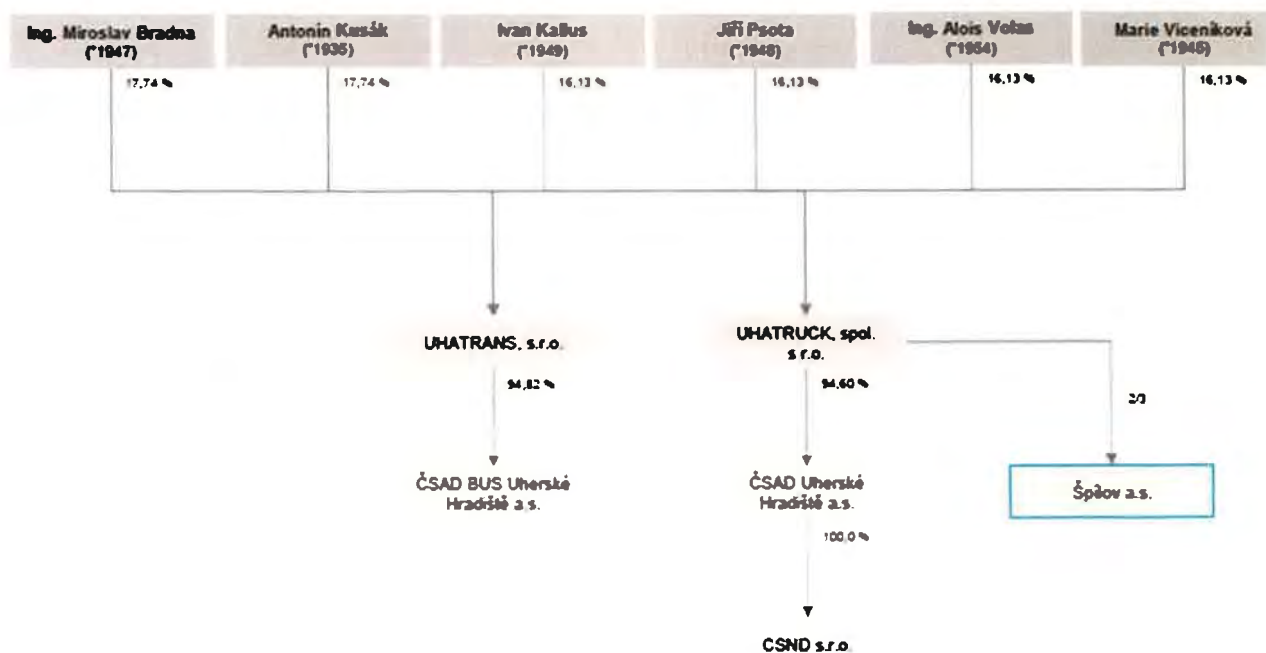 Ing. Miroslav Bradna
(*1947)
Antonín Kusák
(*1935)
Ivan Kallus
(*1949)
Jiří Psota
(*1948)
Ing. Alois Volas
(*1954)
Marie Viceníková
(*1945)
17,74 %
17,74 %
16,13 %
16,13 %
16,13 %
16,13 %
UHATRANS, s.r.o.
UHATRUCK, spol.
s r.o.
94,82 %
94,60 %
2/3
ČSAD BUS Uherské
Hradiště a.s.
ČSAD Uherské
Hradiště a.s.
Špilov a.s.
100,0 %
CSND s.r.o.